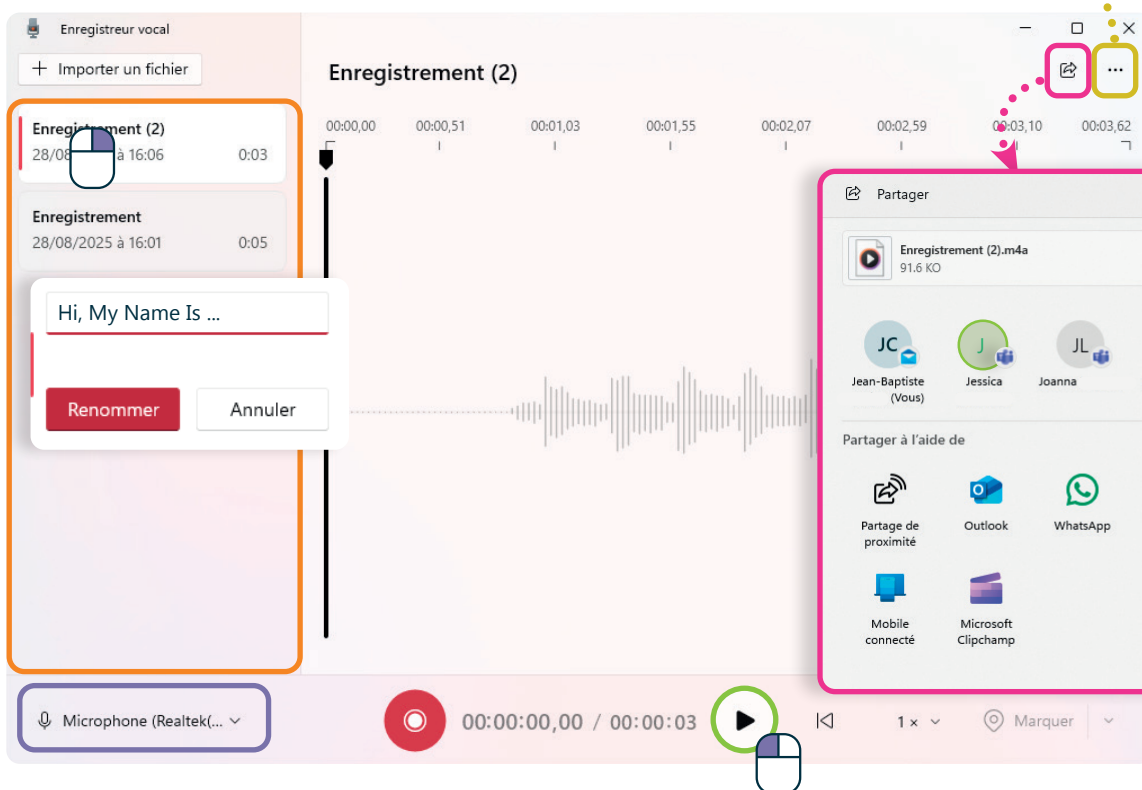 Enregistreur vocal
Importer un fichier
Enregistrement (2)
Enregistrement (2)
28/08 à 16:06 0:03
Enregistrement
28/08/2025 à 16:01 0:05
Hi, My Name Is ...
Renommer Annuler
00:00,00 00:00,51 00:01,03 00:01,55 00:02,07 00:02,59 00:03,10 00:03,62
Partager
Enregistrement (2).m4a
91.6 KO
JC J JL
Jean-Baptiste Jessica Joanna
(Vous)
Partager à l'aide de
Partage de Outlook WhatsApp
proximité
Mobile Microsoft
connecté Clipchamp
Microphone (Realtek(...
00:00:00,00 / 00:00:03
1 × Marquer